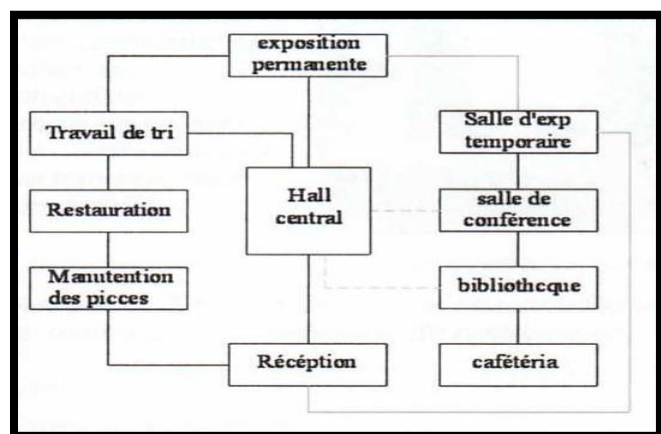 exposition
permanente
Travail de tri
Salle d'exp
temporaire
Hall
central
Restauration
salle de
conférence
Manutention
des picces
bibliothcque
Récéption
cafétéria